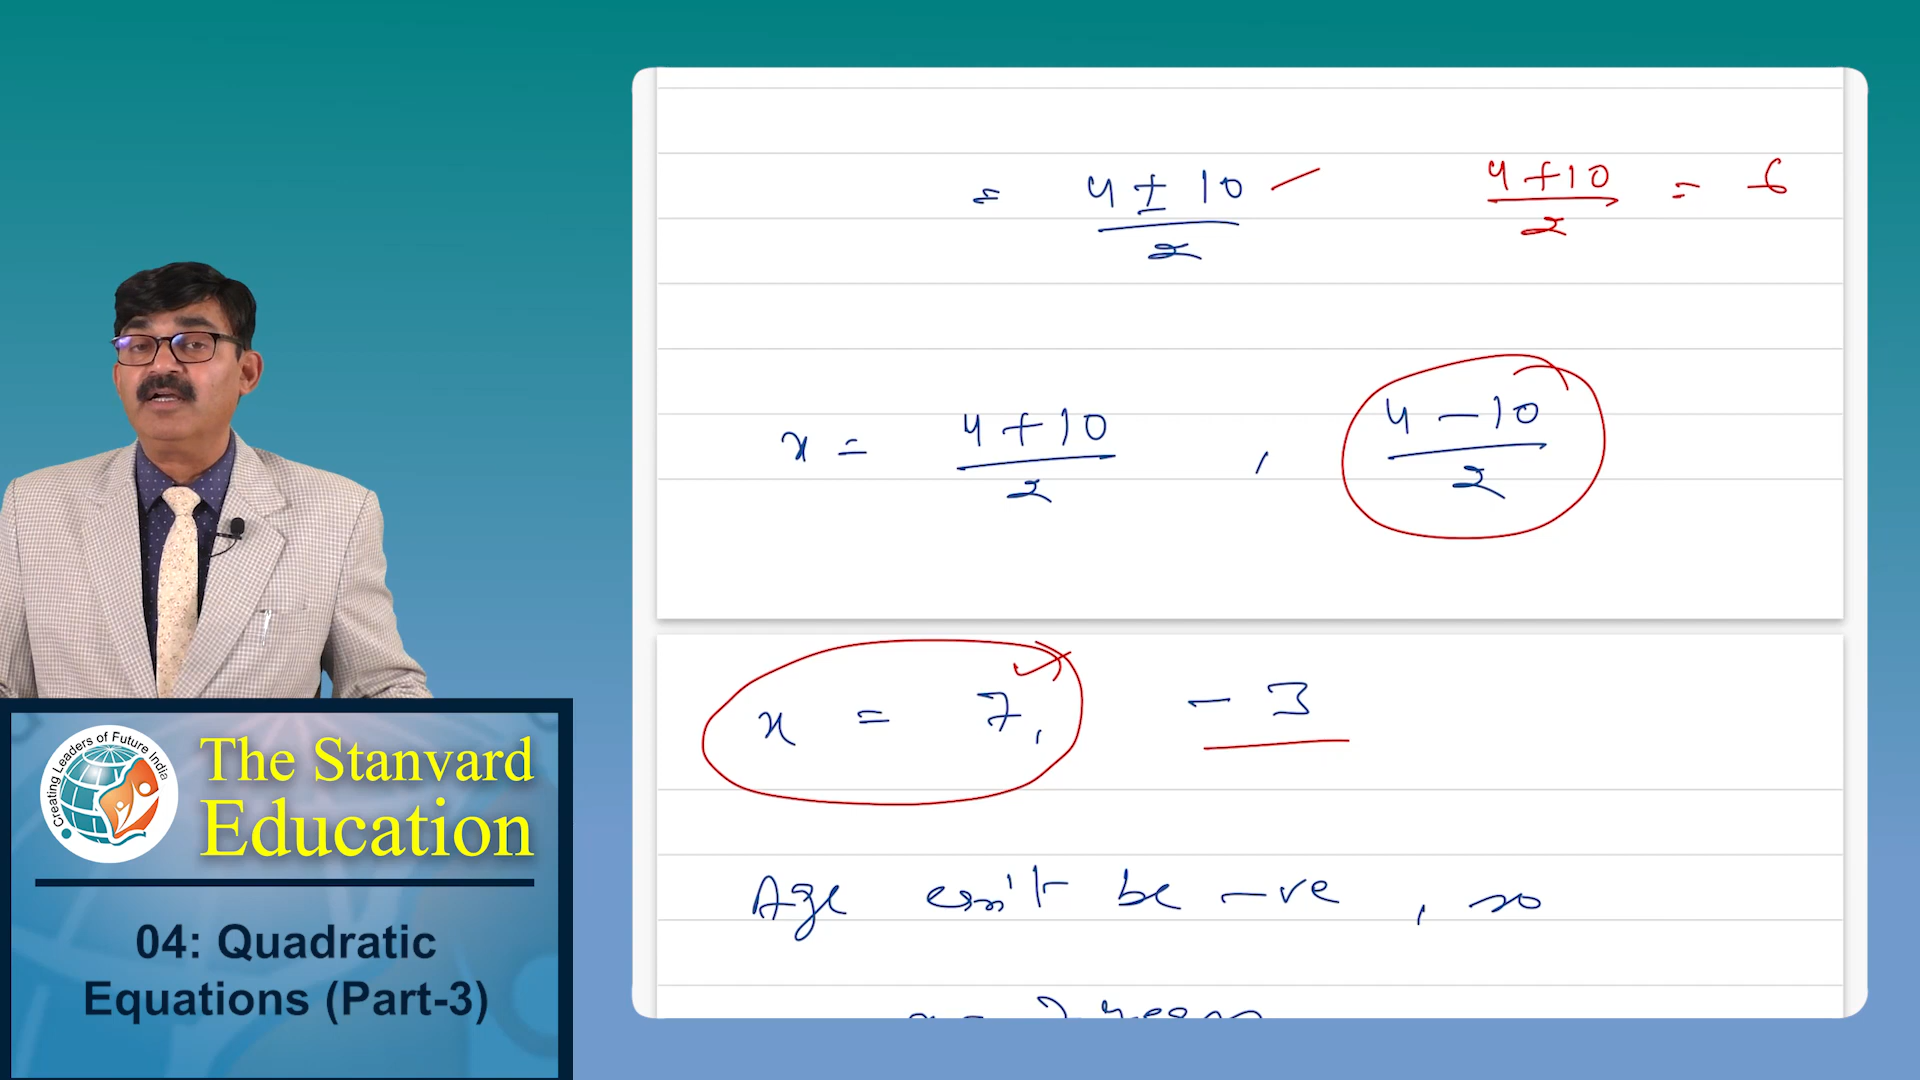 = 4 ± 10 / 2
4 + 10 / 2 = 6
x = 4 + 10 / 2 , 4 - 10 / 2
x = 7, - 3
Age can't be -ve , so
Creating Leaders of Future India
The Stanvard
Education
04: Quadratic
Equations (Part-3)